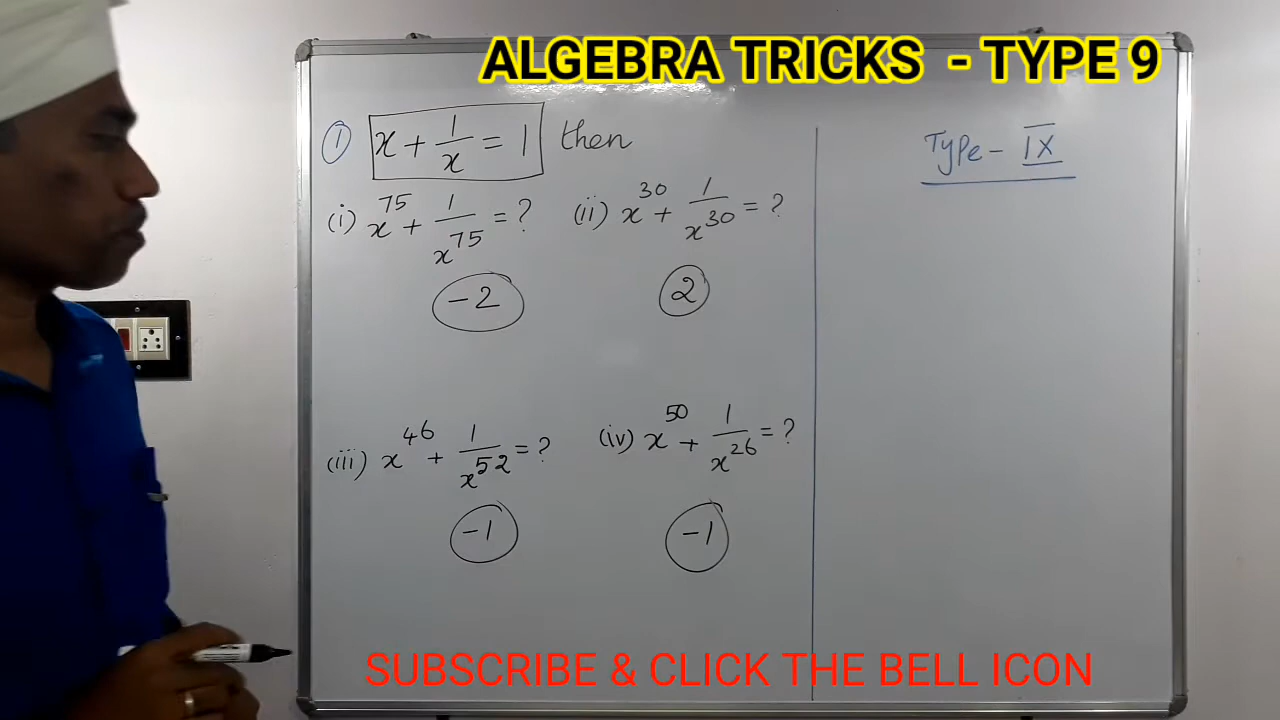 ALGEBRA TRICKS - TYPE 9
① x + 1/x = 1 then
(i) x^75 + 1/x^75 = ? (ii) x^30 + 1/x^30 = ?
-2 2
(iii) x^46 + 1/x^52 = ? (iv) x^50 + 1/x^26 = ?
-1 -1
Type - IX
SUBSCRIBE & CLICK THE BELL ICON